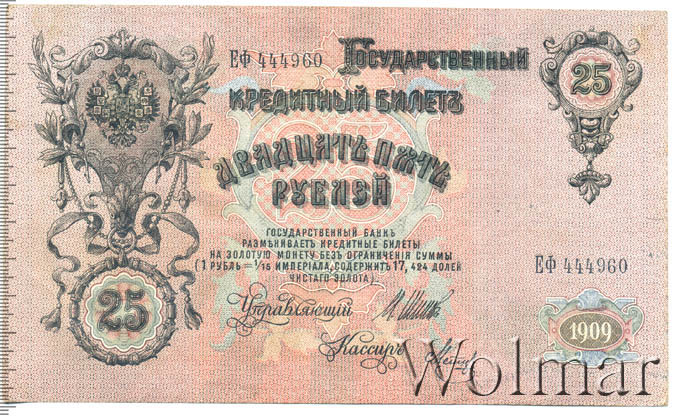 ЕФ 444960 Государственный
25
кредитный билетъ
Двадцать пять
рублей
Государственный банкъ
размѣниваетъ кредитные билеты
на золотую монету безъ ограниченія суммы
(1 рубль = 1/15 имперіала, содержитъ 17,424 долей
чистаго золота)
ЕФ 444960
25
Управляющій
1909
Кассиръ
Wolmar